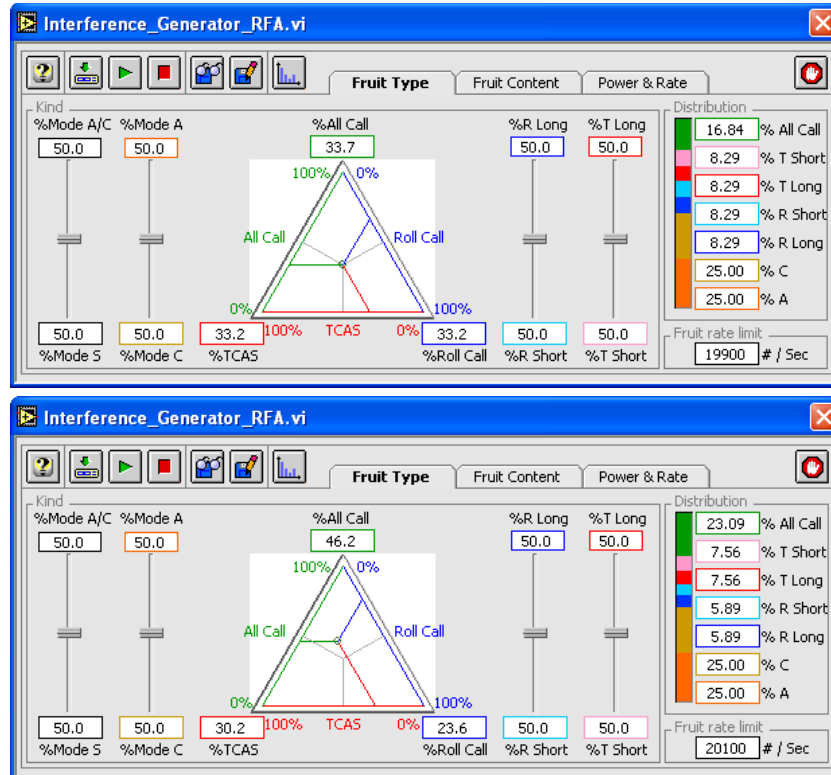 Interference_Generator_RFA.vi
Fruit Type Fruit Content Power & Rate
Kind Distribution
%Mode A/C %Mode A %All Call %R Long %T Long
50.0 50.0 33.7 50.0 50.0
100% 0%
All Call Roll Call
0% 100%
100% TCAS 0%
50.0 50.0 33.2 33.2 50.0 50.0
%Mode S %Mode C %TCAS %Roll Call %R Short %T Short
16.84 % All Call
8.29 % T Short
8.29 % T Long
8.29 % R Short
8.29 % R Long
25.00 % C
25.00 % A
Fruit rate limit
19900 # / Sec
Interference_Generator_RFA.vi
Fruit Type Fruit Content Power & Rate
Kind Distribution
%Mode A/C %Mode A %All Call %R Long %T Long
50.0 50.0 46.2 50.0 50.0
100% 0%
All Call Roll Call
0% 100%
100% TCAS 0%
50.0 50.0 30.2 23.6 50.0 50.0
%Mode S %Mode C %TCAS %Roll Call %R Short %T Short
23.09 % All Call
7.56 % T Short
7.56 % T Long
5.89 % R Short
5.89 % R Long
25.00 % C
25.00 % A
Fruit rate limit
20100 # / Sec